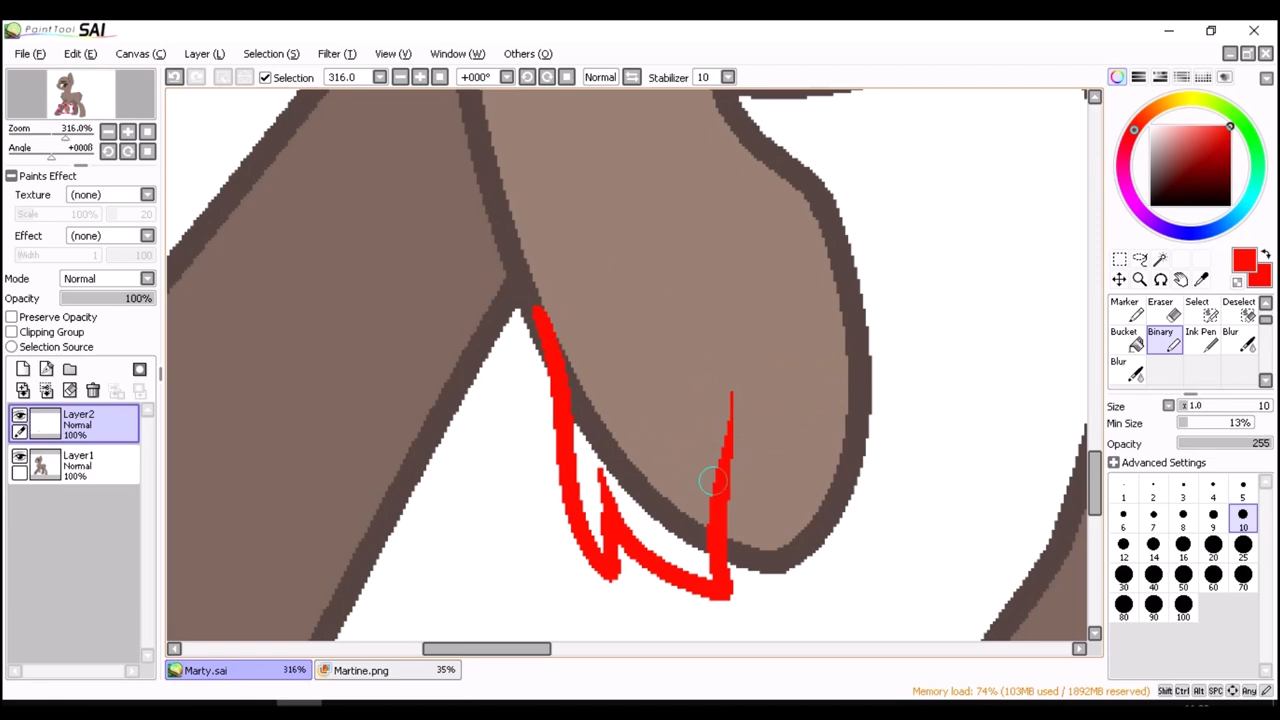 PaintTool SAI
File (F) Edit (E) Canvas (C) Layer (L) Selection (S) Filter (T) View (V) Window (W) Others (O)
Selection 316.0 +000° Normal Stabilizer 10
Zoom 316.0%
Angle +000ß
Paints Effect
Texture (none)
Scale 100% 20
Effect (none)
Width 1 100
Mode Normal
Opacity 100%
Preserve Opacity
Clipping Group
Selection Source
Layer2
Normal
100%
Layer1
Normal
100%
Marker Eraser Select Deselect
Bucket Binary Ink Pen Blur
Blur
Size x 1.0 10
Min Size 13%
Opacity 255
Advanced Settings
1 2 3 4 5
6 7 8 9 10
12 14 16 20 25
30 40 50 60 70
80 90 100
Marty.sai 316% Martine.png 35%
Memory load: 74% (103MB used / 1892MB reserved) Shift Ctrl Alt SPC Any